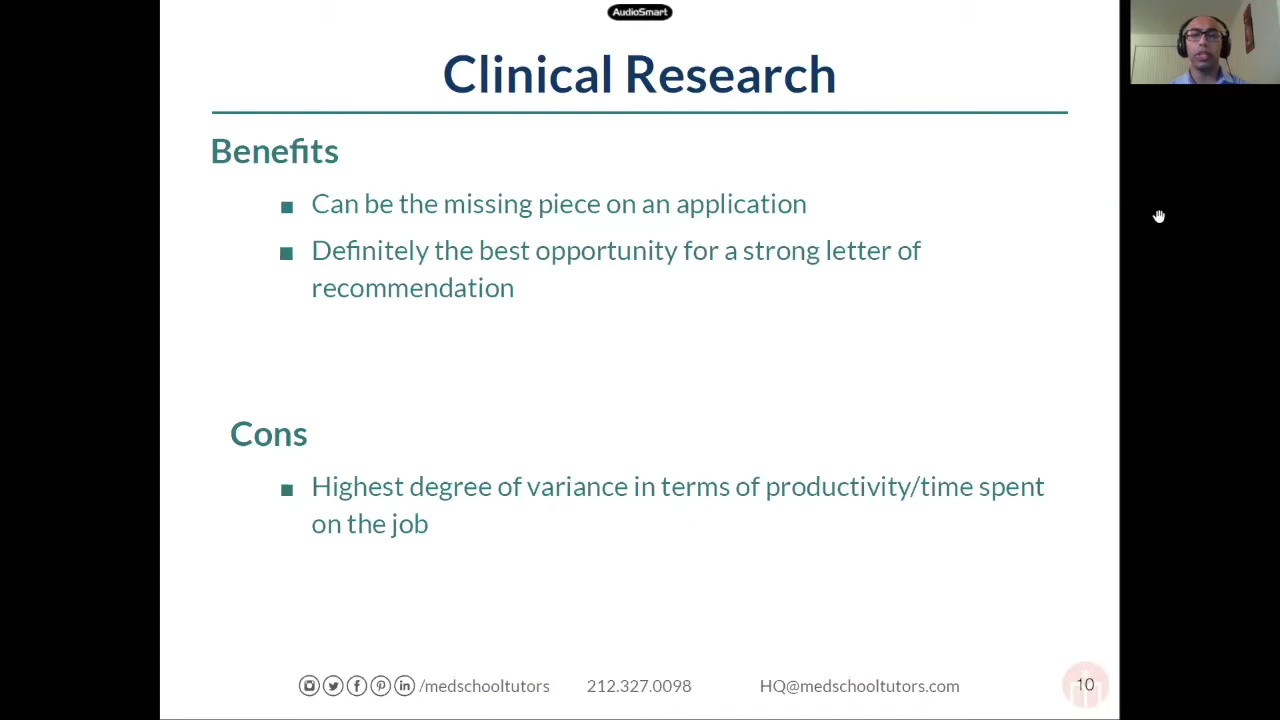 AudioSmart
Clinical Research
Benefits
■ Can be the missing piece on an application
■ Definitely the best opportunity for a strong letter of
recommendation
Cons
■ Highest degree of variance in terms of productivity/time spent
on the job
/medschooltutors 212.327.0098 HQ@medschooltutors.com 10